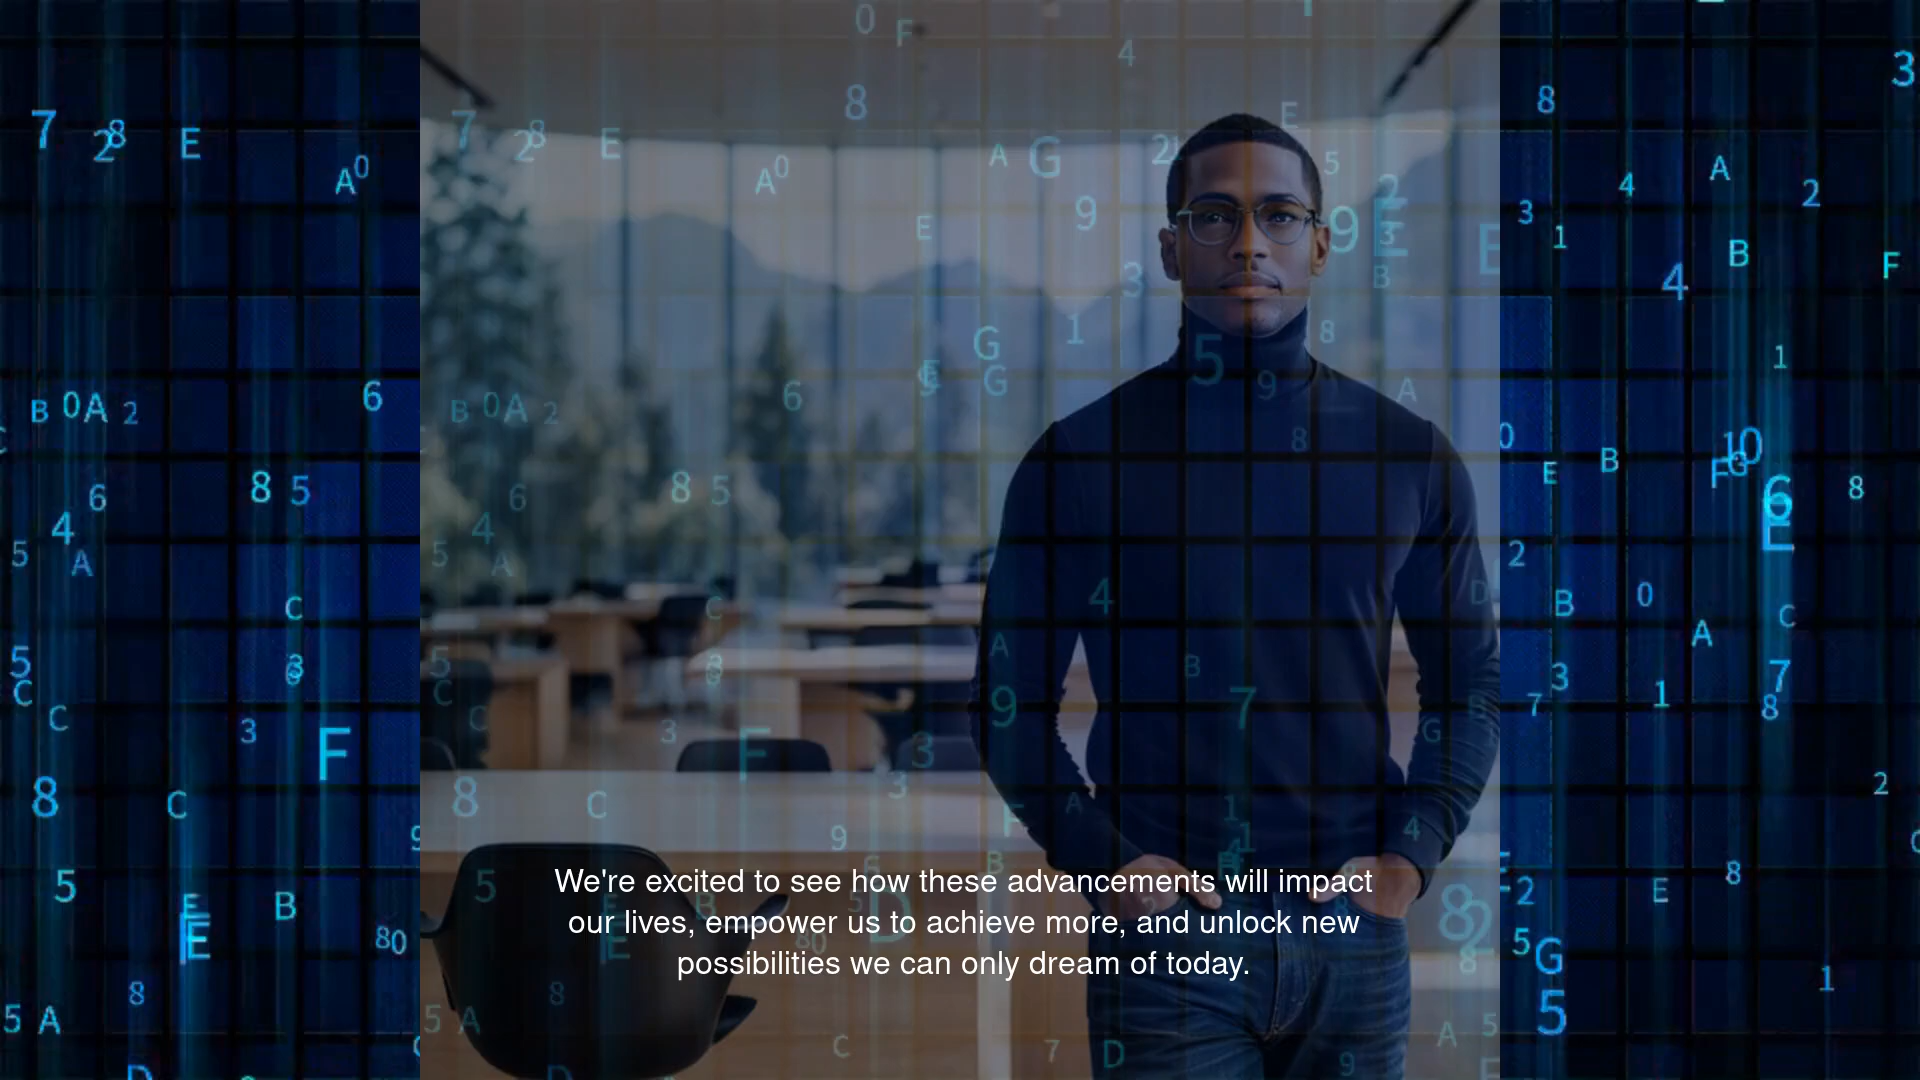 We're excited to see how these advancements will impact
our lives, empower us to achieve more, and unlock new
possibilities we can only dream of today.